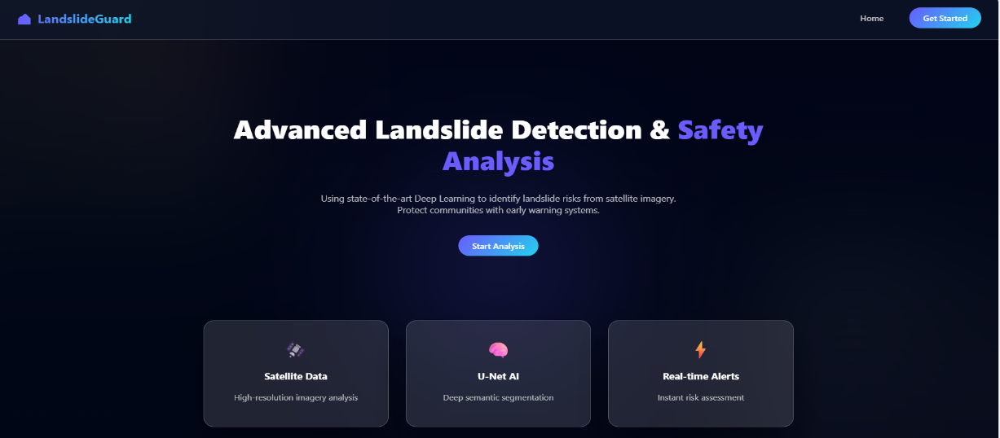 LandslideGuard
Home
Get Started
Advanced Landslide Detection & Safety
Analysis
Using state-of-the-art Deep Learning to identify landslide risks from satellite imagery.
Protect communities with early warning systems.
Start Analysis
Satellite Data
High-resolution imagery analysis
U-Net AI
Deep semantic segmentation
Real-time Alerts
Instant risk assessment